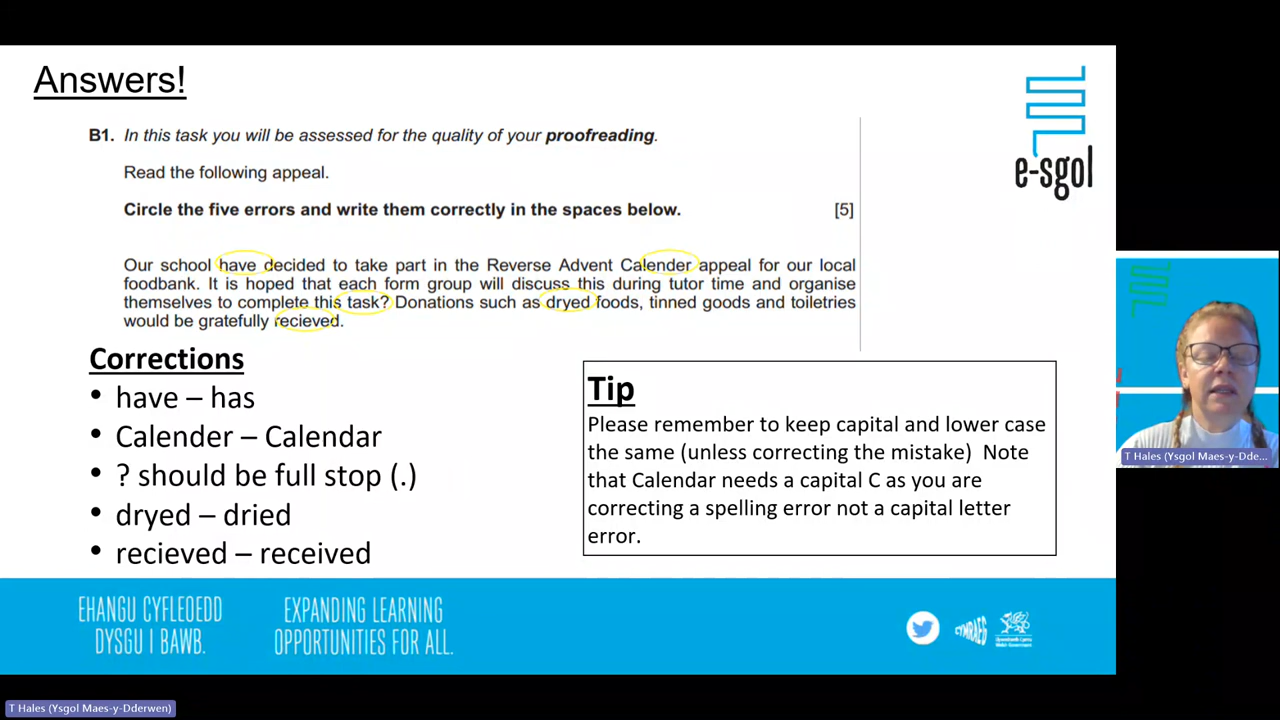 Answers!
B1. In this task you will be assessed for the quality of your proofreading.
Read the following appeal.
Circle the five errors and write them correctly in the spaces below. [5]
Our school have decided to take part in the Reverse Advent Calender appeal for our local
foodbank. It is hoped that each form group will discuss this during tutor time and organise
themselves to complete this task? Donations such as dryed foods, tinned goods and toiletries
would be gratefully recieved.
Corrections
• have – has
• Calender – Calendar
• ? should be full stop (.)
• dryed – dried
• recieved – received
Tip
Please remember to keep capital and lower case
the same (unless correcting the mistake) Note
that Calendar needs a capital C as you are
correcting a spelling error not a capital letter
error.
e-sgol
T Hales (Ysgol Maes-y-Dde...
EHANGU CYFLEOEDD
DYSGU I BAWB.
EXPANDING LEARNING
OPPORTUNITIES FOR ALL.
CYMRAEG
Llywodraeth Cymru
Welsh Government
T Hales (Ysgol Maes-y-Dderwen)